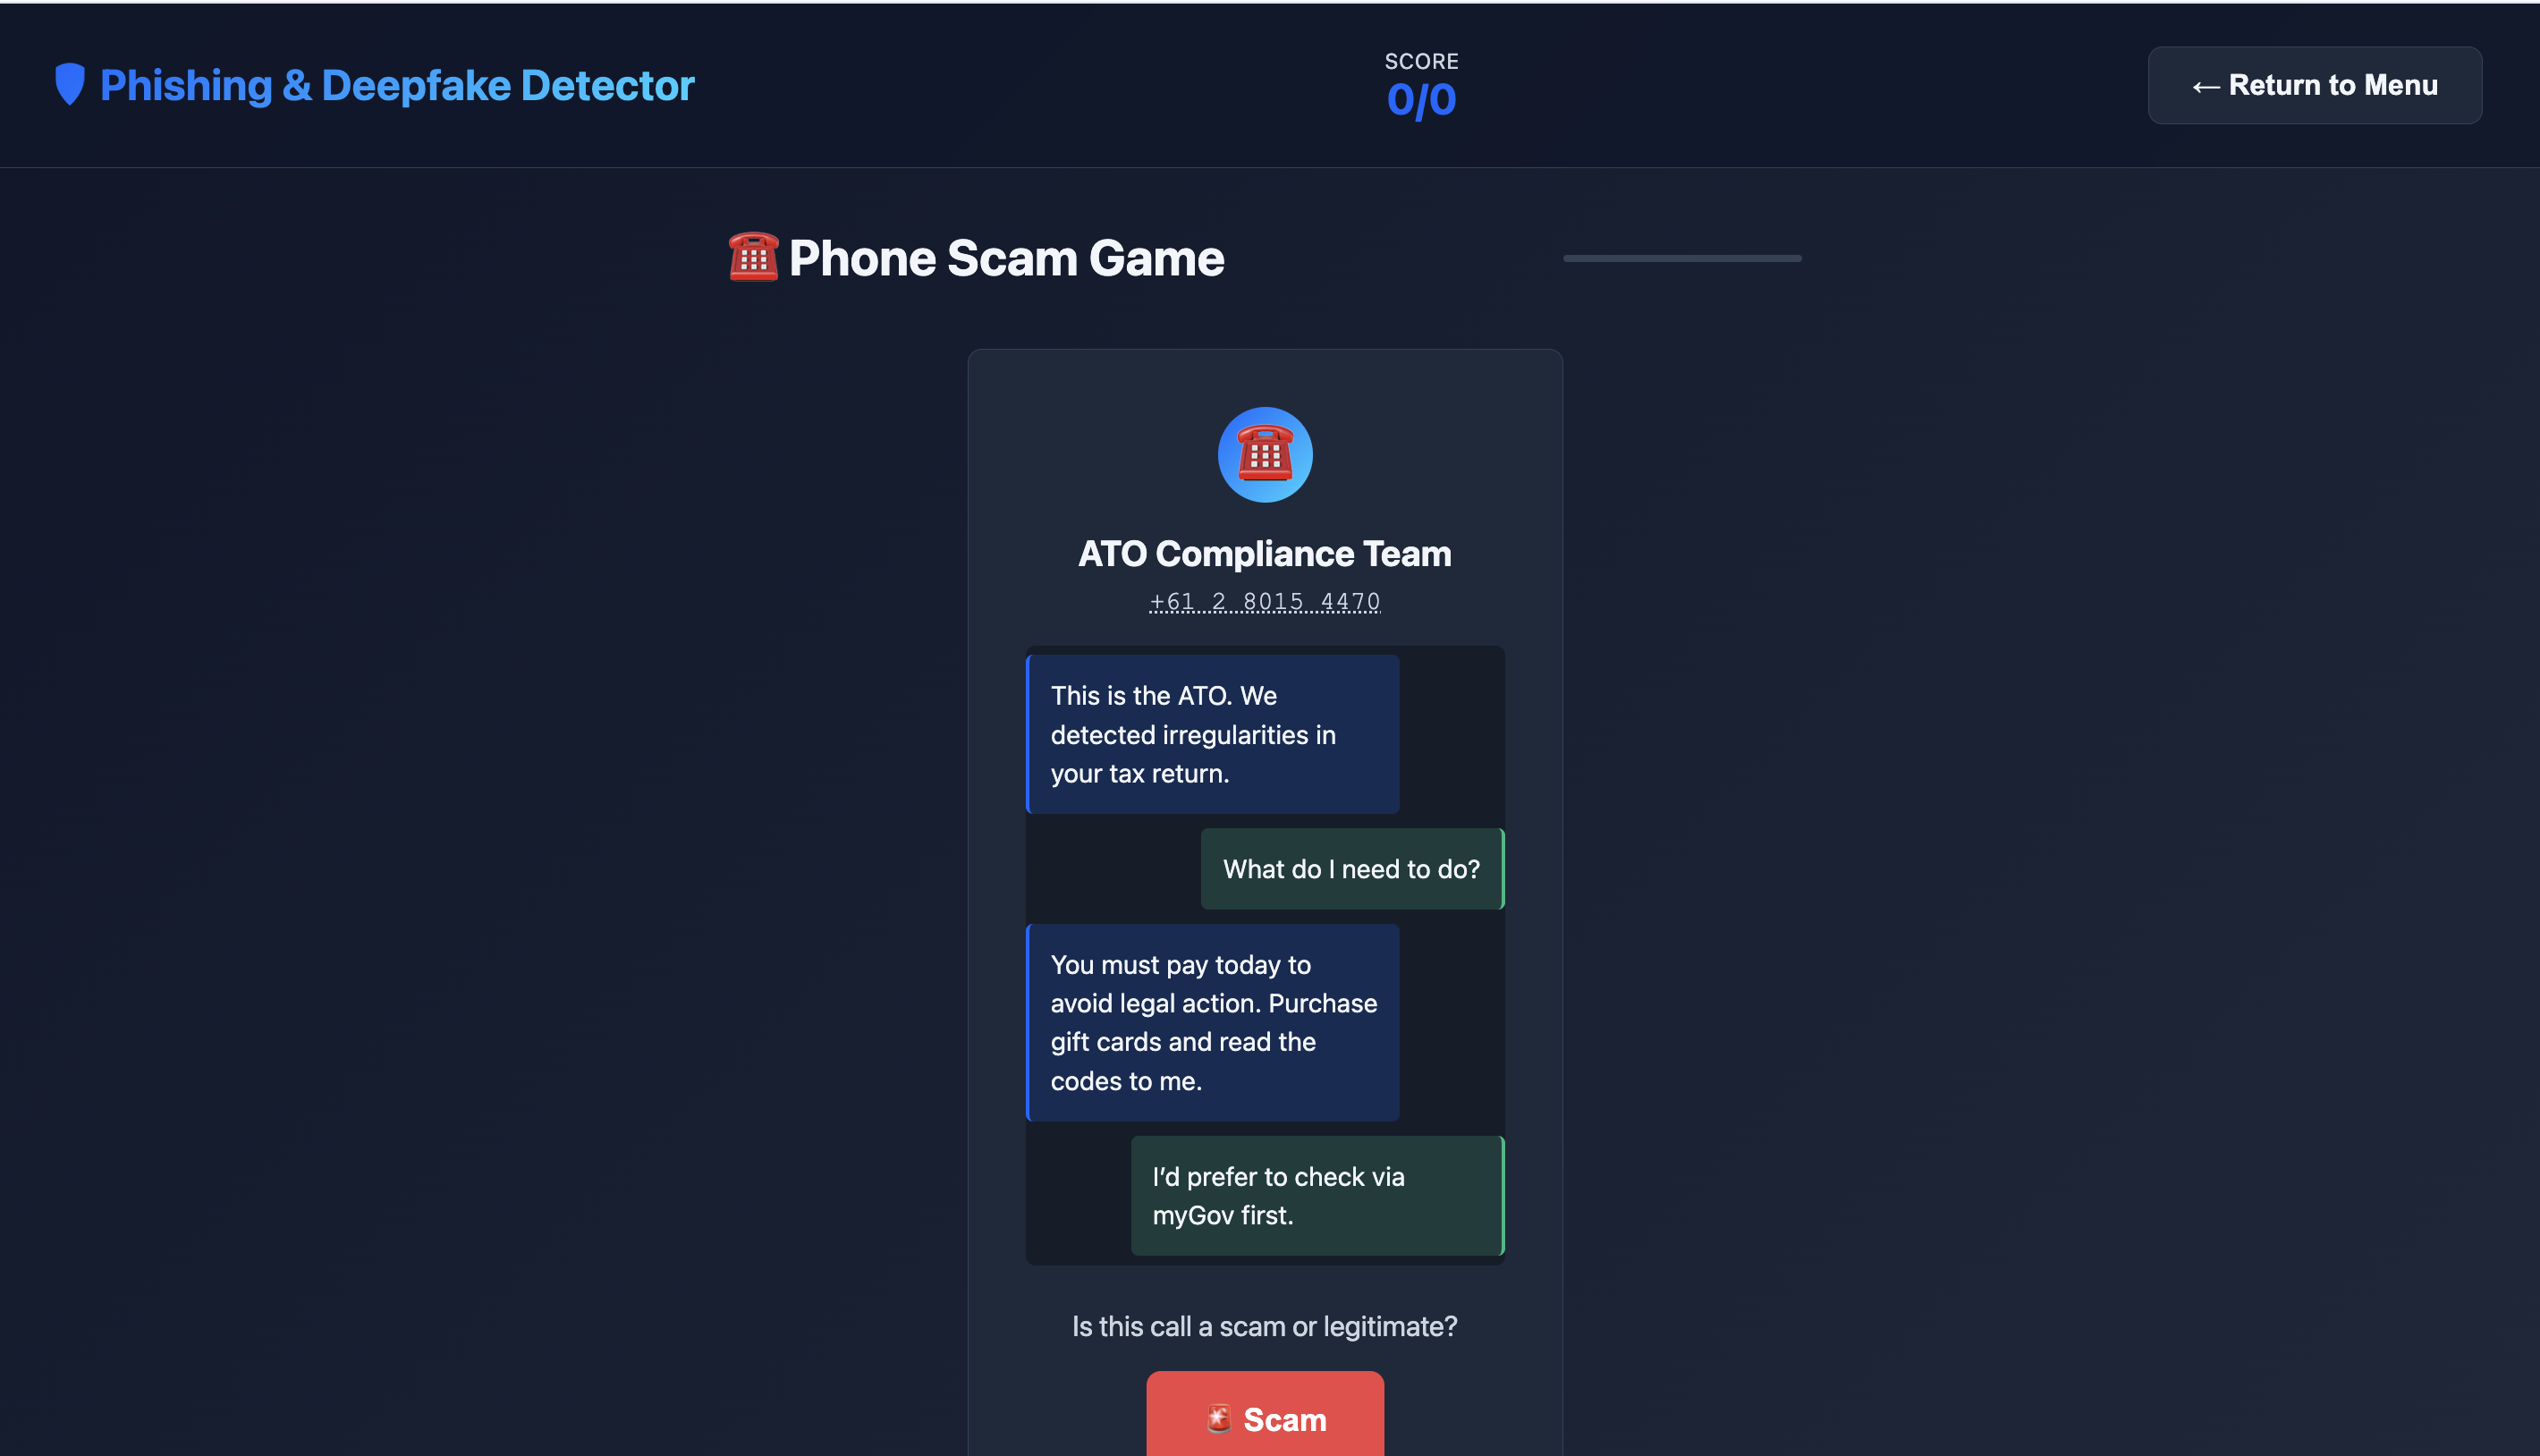 Phishing & Deepfake Detector
SCORE
0/0
← Return to Menu
Phone Scam Game
ATO Compliance Team
+61 2 8015 4470
This is the ATO. We
detected irregularities in
your tax return.
What do I need to do?
You must pay today to
avoid legal action. Purchase
gift cards and read the
codes to me.
I’d prefer to check via
myGov first.
Is this call a scam or legitimate?
Scam